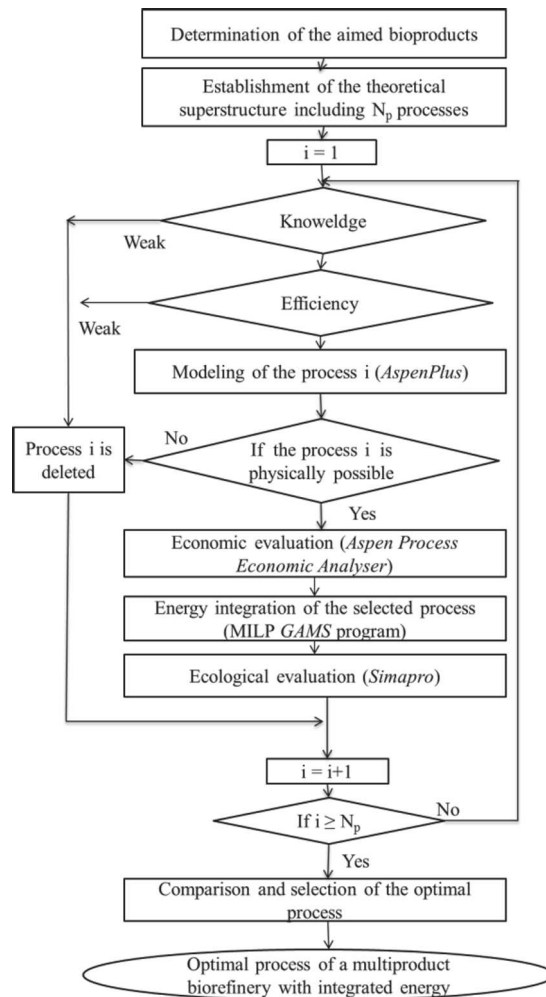 Determination of the aimed bioproducts
Establishment of the theoretical
superstructure including Np processes
i = 1
Knoweldge
Weak
Efficiency
Weak
Modeling of the process i (AspenPlus)
No
If the process i is
physically possible
Process i is
deleted
Yes
Economic evaluation (Aspen Process
Economic Analyser)
Energy integration of the selected process
(MILP GAMS program)
Ecological evaluation (Simapro)
i = i+1
If i ≥ Np
No
Yes
Comparison and selection of the optimal
process
Optimal process of a multiproduct
biorefinery with integrated energy